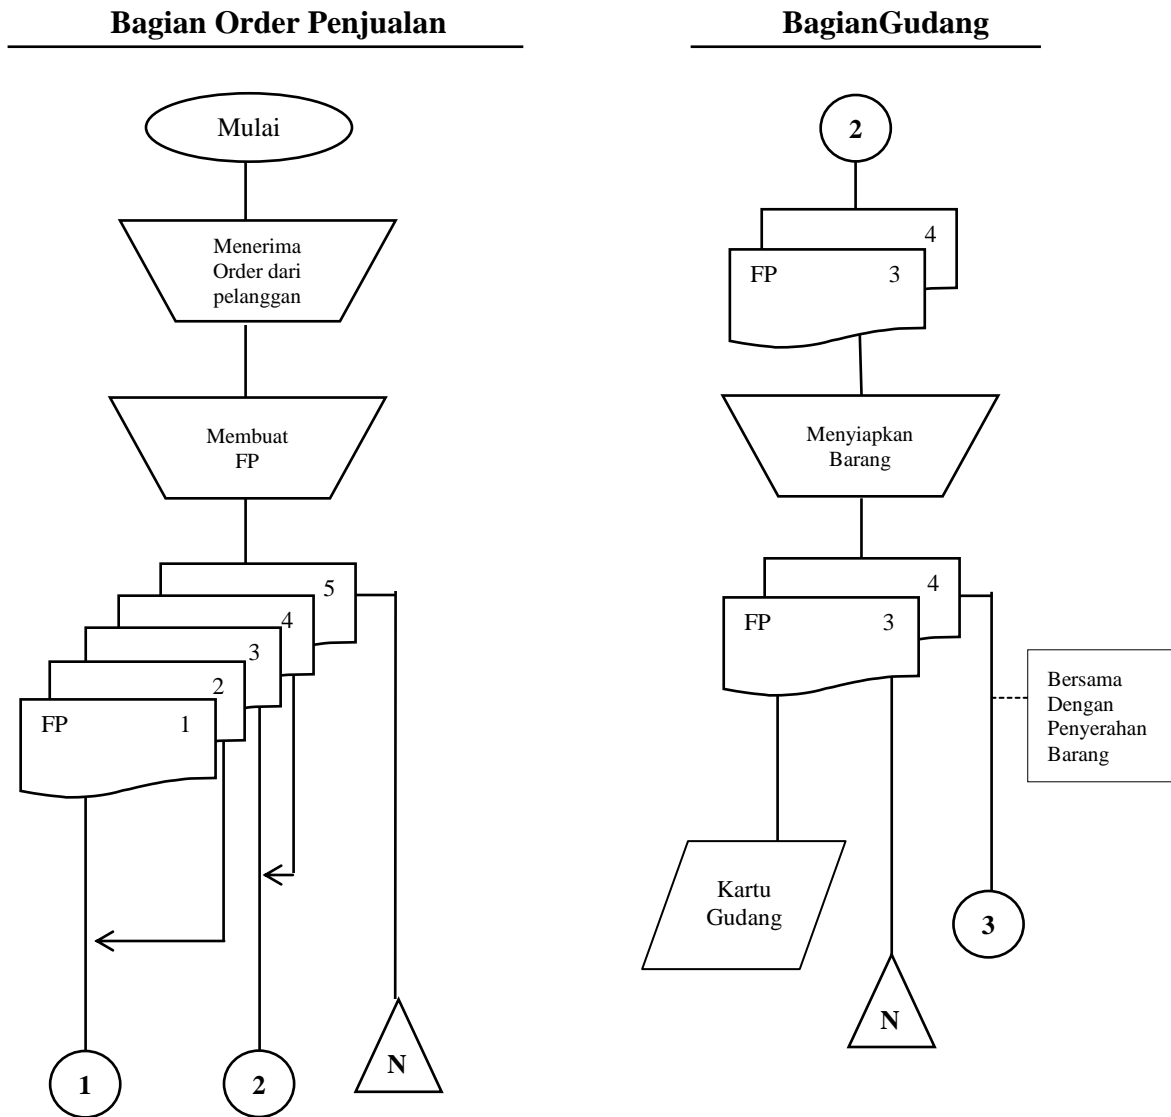 Bagian Order Penjualan
Mulai
Menerima
Order dari
pelanggan
Membuat
FP
5
4
3
2
FP 1
1
2
N
BagianGudang
2
4
FP 3
Menyiapkan
Barang
4
FP 3
Bersama
Dengan
Penyerahan
Barang
Kartu
Gudang
3
N